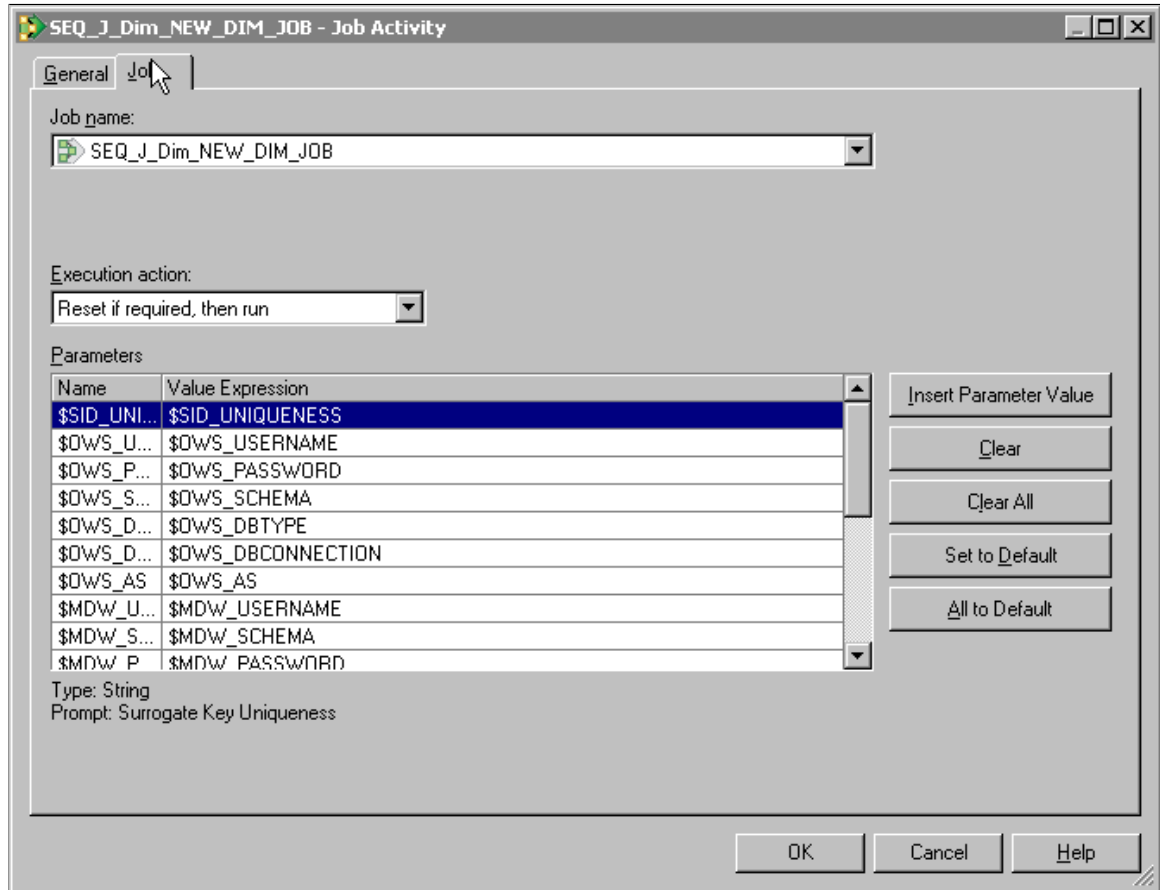 SEQ_J_Dim_NEW_DIM_JOB - Job Activity
General Job
Job name:
SEQ_J_Dim_NEW_DIM_JOB
Execution action:
Reset if required, then run
Parameters
Name Value Expression
$SID_UNI... $SID_UNIQUENESS
$OWS_U... $OWS_USERNAME
$OWS_P... $OWS_PASSWORD
$OWS_S... $OWS_SCHEMA
$OWS_D... $OWS_DBTYPE
$OWS_D... $OWS_DBCONNECTION
$OWS_AS $OWS_AS
$MDW_U... $MDW_USERNAME
$MDW_S... $MDW_SCHEMA
$MDW_P... $MDW_PASSWORD
Insert Parameter Value
Clear
Clear All
Set to Default
All to Default
Type: String
Prompt: Surrogate Key Uniqueness
OK Cancel Help